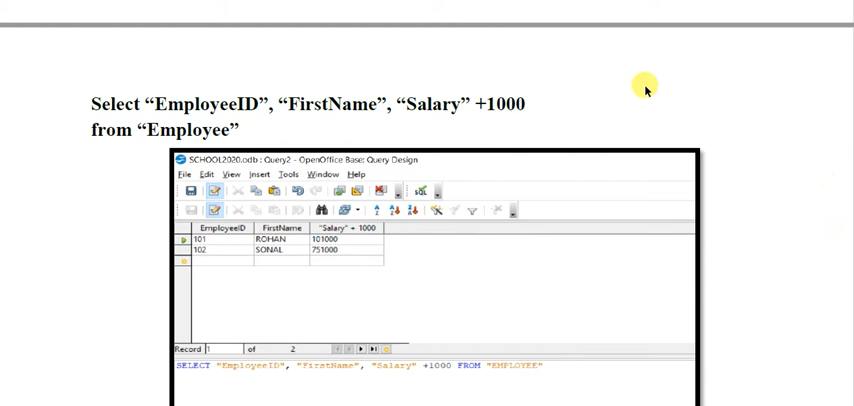 Select “EmployeeID”, “FirstName”, “Salary” +1000
from “Employee”
SCHOOL2020.odb : Query2 - OpenOffice Base: Query Design
File Edit View Insert Tools Window Help
SQL
EmployeeID FirstName "Salary" + 1000
101 ROHAN 101000
102 SONAL 751000
Record 1 of 2
SELECT "EmployeeID", "FirstName", "Salary" +1000 FROM "EMPLOYEE"